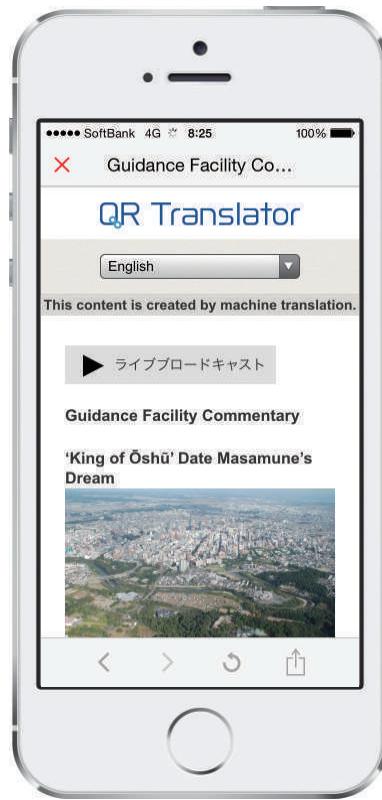 ●●●●● SoftBank 4G 8:25 100%
Guidance Facility Co...
QR Translator
English
This content is created by machine translation.
ライブブロードキャスト
Guidance Facility Commentary
‘King of Ōshū’ Date Masamune’s
Dream